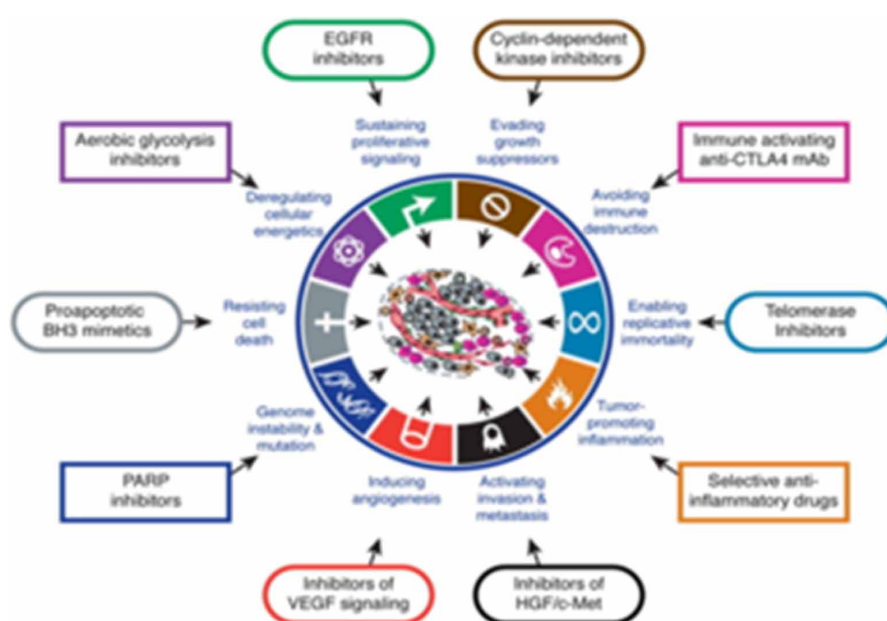 EGFR
inhibitors
Cyclin-dependent
kinase inhibitors
Aerobic glycolysis
inhibitors
Sustaining
proliferative
signaling
Evading
growth
suppressors
Immune activating
anti-CTLA4 mAb
Deregulating
cellular
energetics
Avoiding
immune
destruction
Proapoptotic
BH3 mimetics
Resisting
cell
death
Enabling
replicative
immortality
Telomerase
Inhibitors
Genome
instability &
mutation
Tumor-
promoting
inflammation
PARP
inhibitors
Inducing
angiogenesis
Activating
invasion &
metastasis
Selective anti-
inflammatory drugs
Inhibitors of
VEGF signaling
Inhibitors of
HGF/c-Met